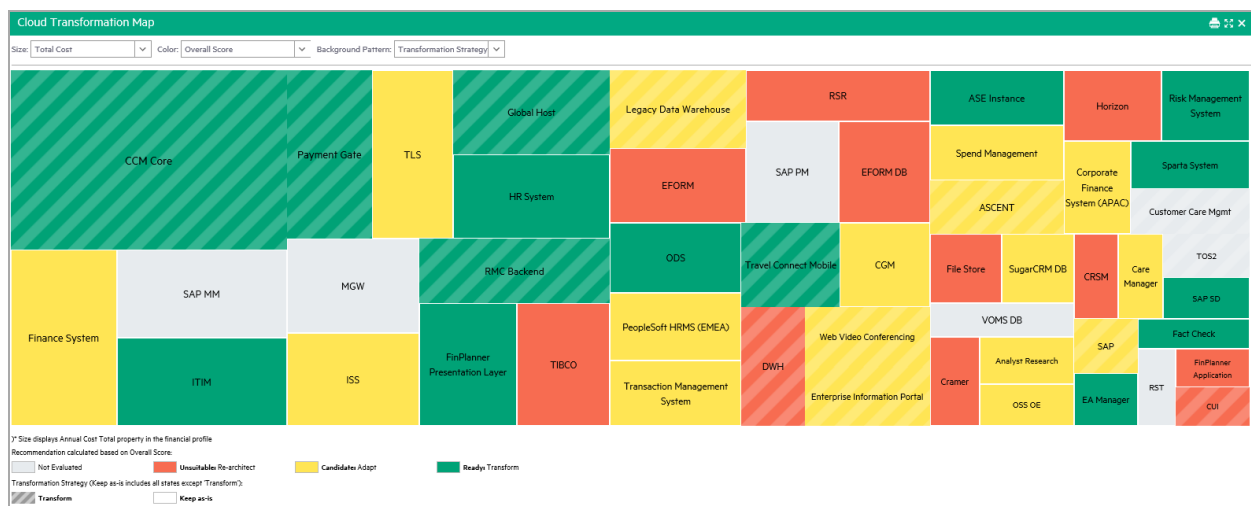 Cloud Transformation Map
Size: Total Cost Color: Overall Score Background Pattern: Transformation Strategy
CCM Core
Payment Gate
TLS
Global Host
HR System
Legacy Data Warehouse
EFORM
RSR
SAP PM
EFORM DB
ASE Instance
Spend Management
ASCENT
Horizon
Risk Management
System
Corporate
Finance
System (APAC)
Sparta System
Customer Care Mgmt
TOS2
SAP SD
Finance System
SAP MM
ITIM
MGW
ISS
RMC Backend
FinPlanner
Presentation Layer
TIBCO
ODS
PeopleSoft HRMS (EMEA)
Transaction Management
System
Travel Connect Mobile
CGM
DWH
Web Video Conferencing
Enterprise Information Portal
File Store
SugarCRM DB
VOMS DB
Cramer
Analyst Research
OSS OE
CRSM
Care
Manager
SAP
EA Manager
Fact Check
RST
FinPlanner
Application
CUI
)* Size displays Annual Cost Total property in the financial profile
Recommendation calculated based on Overall Score:
Not Evaluated Unsuitable: Re-architect Candidate: Adapt Ready: Transform
Transformation Strategy (Keep as-is includes all states except 'Transform'):
Transform Keep as-is